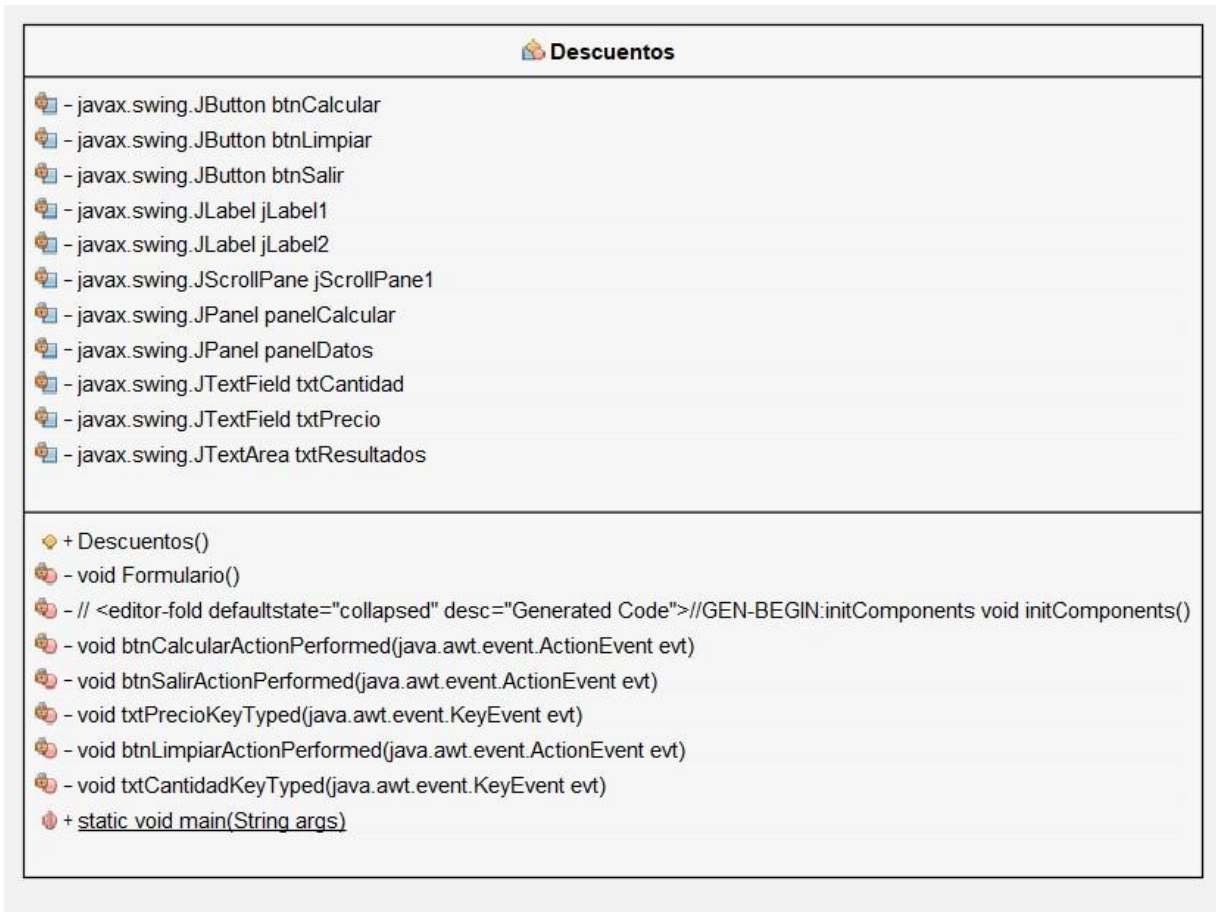 Descuentos
- javax.swing.JButton btnCalcular
- javax.swing.JButton btnLimpiar
- javax.swing.JButton btnSalir
- javax.swing.JLabel jLabel1
- javax.swing.JLabel jLabel2
- javax.swing.JScrollPane jScrollPane1
- javax.swing.JPanel panelCalcular
- javax.swing.JPanel panelDatos
- javax.swing.JTextField txtCantidad
- javax.swing.JTextField txtPrecio
- javax.swing.JTextArea txtResultados
+ Descuentos()
- void Formulario()
- // <editor-fold defaultstate="collapsed" desc="Generated Code">//GEN-BEGIN:initComponents void initComponents()
- void btnCalcularActionPerformed(java.awt.event.ActionEvent evt)
- void btnSalirActionPerformed(java.awt.event.ActionEvent evt)
- void txtPrecioKeyTyped(java.awt.event.KeyEvent evt)
- void btnLimpiarActionPerformed(java.awt.event.ActionEvent evt)
- void txtCantidadKeyTyped(java.awt.event.KeyEvent evt)
+ static void main(String args)